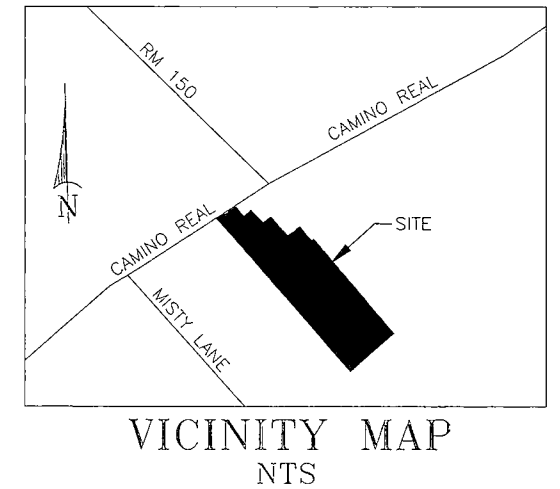 RM 150
CAMINO REAL
N
CAMINO REAL
SITE
MISTY LANE
VICINITY MAP
NTS